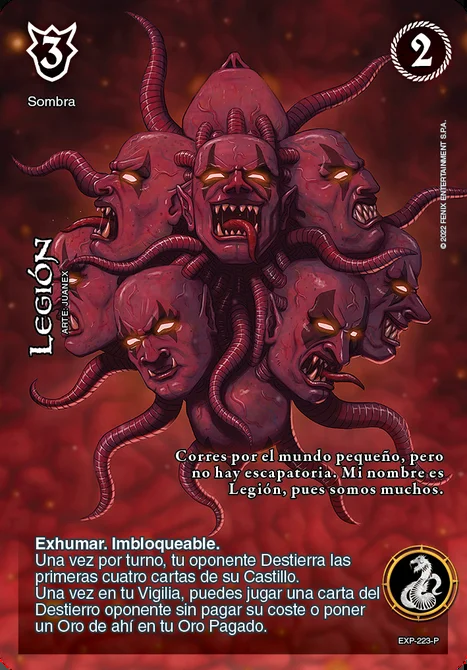 3
2
Sombra
© 2022 FENIX ENTERTAINMENT S.P.A.
LEGIÓN
ARTE: JUANEX
Corres por el mundo pequeño, pero
no hay escapatoria. Mi nombre es
Legión, pues somos muchos.
Exhumar. Imbloqueable.
Una vez por turno, tu oponente Destierra las
primeras cuatro cartas de su Castillo.
Una vez en tu Vigilia, puedes jugar una carta del
Destierro oponente sin pagar su coste o poner
un Oro de ahí en tu Oro Pagado.
EXP-223-P